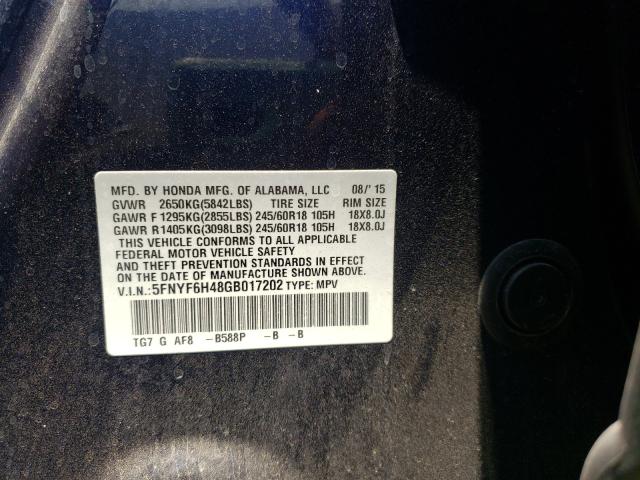 MFD. BY HONDA MFG. OF ALABAMA, LLC 08/'15
GVWR 2650KG(5842LBS) TIRE SIZE RIM SIZE
GAWR F 1295KG(2855LBS) 245/60R18 105H 18X8.0J
GAWR R 1405KG(3098LBS) 245/60R18 105H 18X8.0J
THIS VEHICLE CONFORMS TO ALL APPLICABLE
FEDERAL MOTOR VEHICLE SAFETY
AND THEFT PREVENTION STANDARDS IN EFFECT
ON THE DATE OF MANUFACTURE SHOWN ABOVE.
V.I.N.:5FNYF6H48GB017202 TYPE: MPV
TG7 G AF8 -B588P -B -B